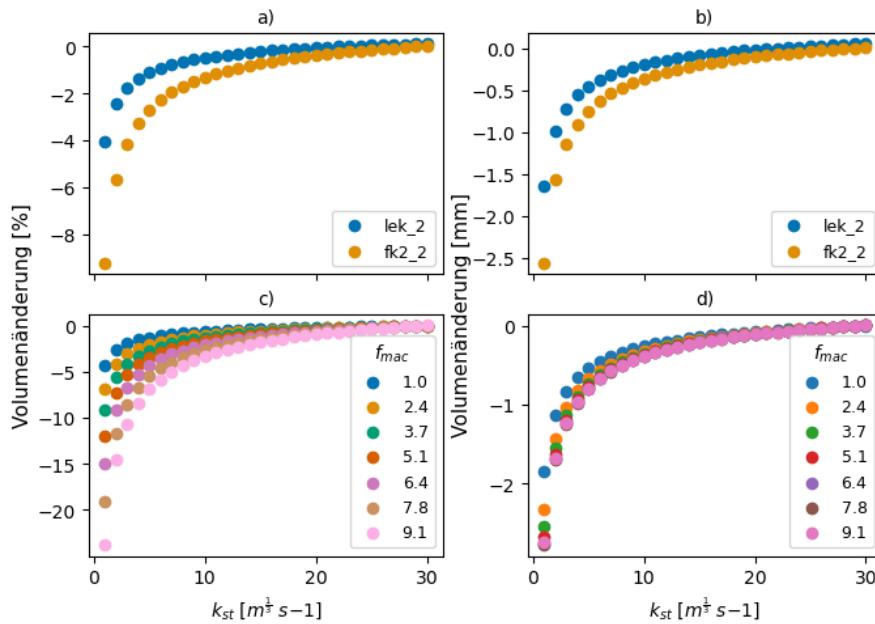 a)
b)
0
−2
−4
−6
−8
lek_2
fk2_2
0.0
−0.5
−1.0
−1.5
−2.0
−2.5
lek_2
fk2_2
Volumenänderung [%]
Volumenänderung [mm]
c)
d)
0
−5
−10
−15
−20
f_mac
1.0
2.4
3.7
5.1
6.4
7.8
9.1
0
−1
−2
f_mac
1.0
2.4
3.7
5.1
6.4
7.8
9.1
0 10 20 30
0 10 20 30
k_st [m^1/3 s−1]
k_st [m^1/3 s−1]